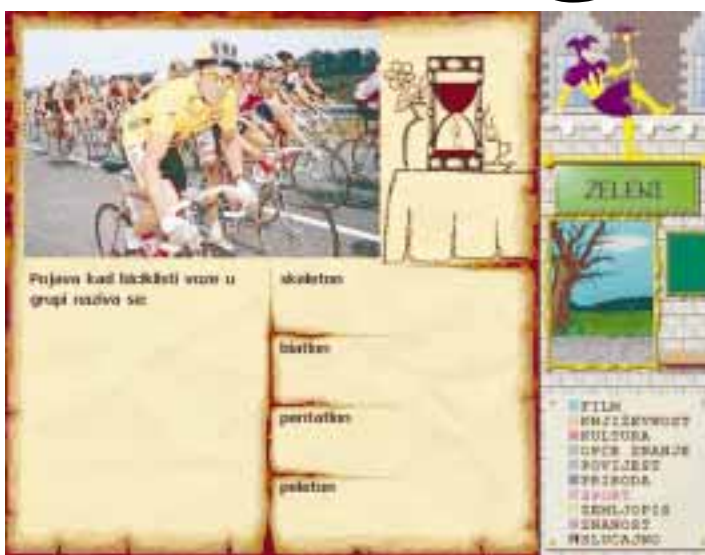 Pojava kad biciklisti voze u
grupi naziva se:
skeleton
biatlon
pentatlon
peleton
ZELENI
FILM
KNJIŽEVNOST
KULTURA
OPĆE ZNANJE
POVIJEST
PRIRODA
SPORT
ZEMLJOPIS
ZNANOST
SLUČAJNO